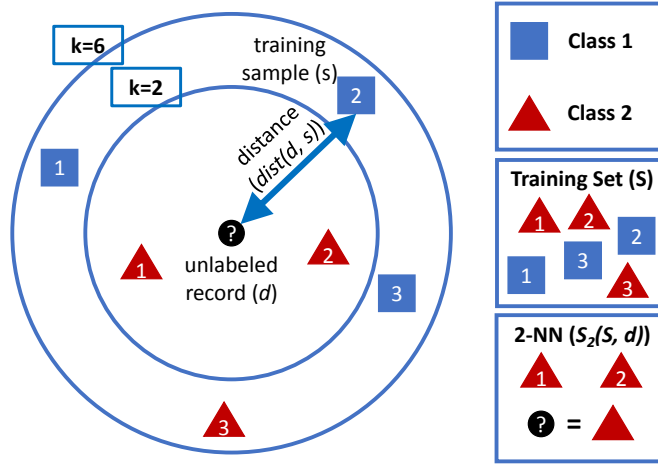 k=6
k=2
training
sample (s)
2
distance
(dist(d, s))
1
?
1
2
unlabeled
record (d)
3
3
Class 1
Class 2
Training Set (S)
1
2
2
1
3
3
2-NN (S₂(S, d))
1
2
? =